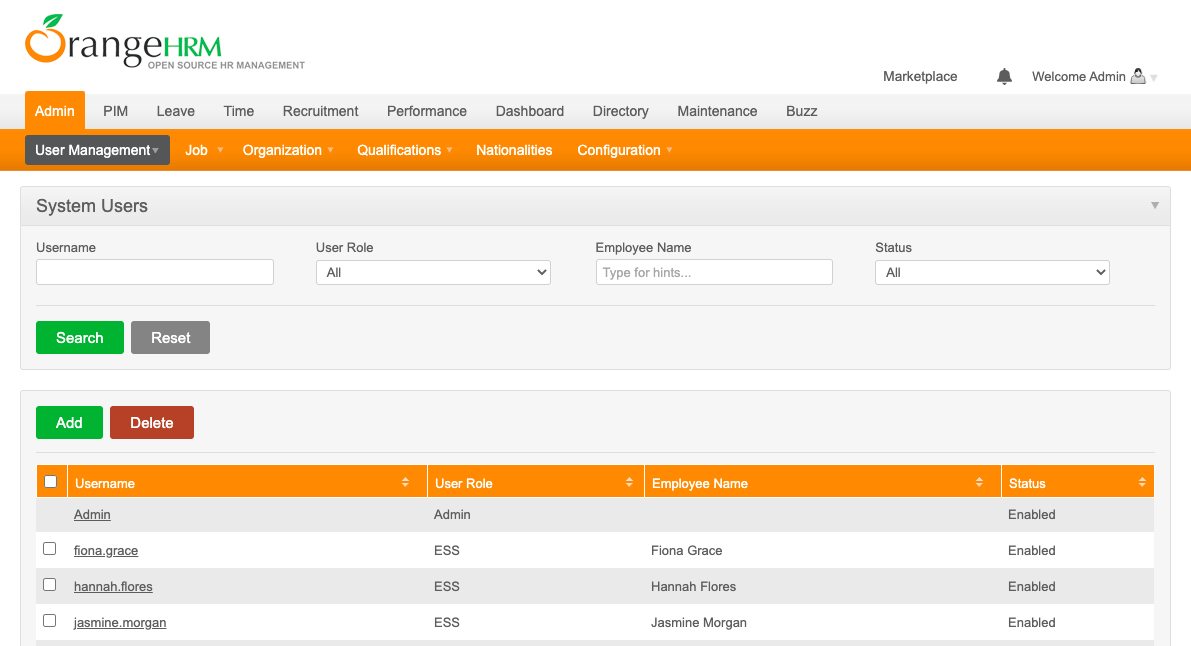 OrangeHRM
OPEN SOURCE HR MANAGEMENT
Marketplace Welcome Admin
Admin PIM Leave Time Recruitment Performance Dashboard Directory Maintenance Buzz
User Management Job Organization Qualifications Nationalities Configuration
System Users
Username User Role Employee Name Status
All Type for hints... All
Search Reset
Add Delete
Username User Role Employee Name Status
Admin Admin Enabled
fiona.grace ESS Fiona Grace Enabled
hannah.flores ESS Hannah Flores Enabled
jasmine.morgan ESS Jasmine Morgan Enabled